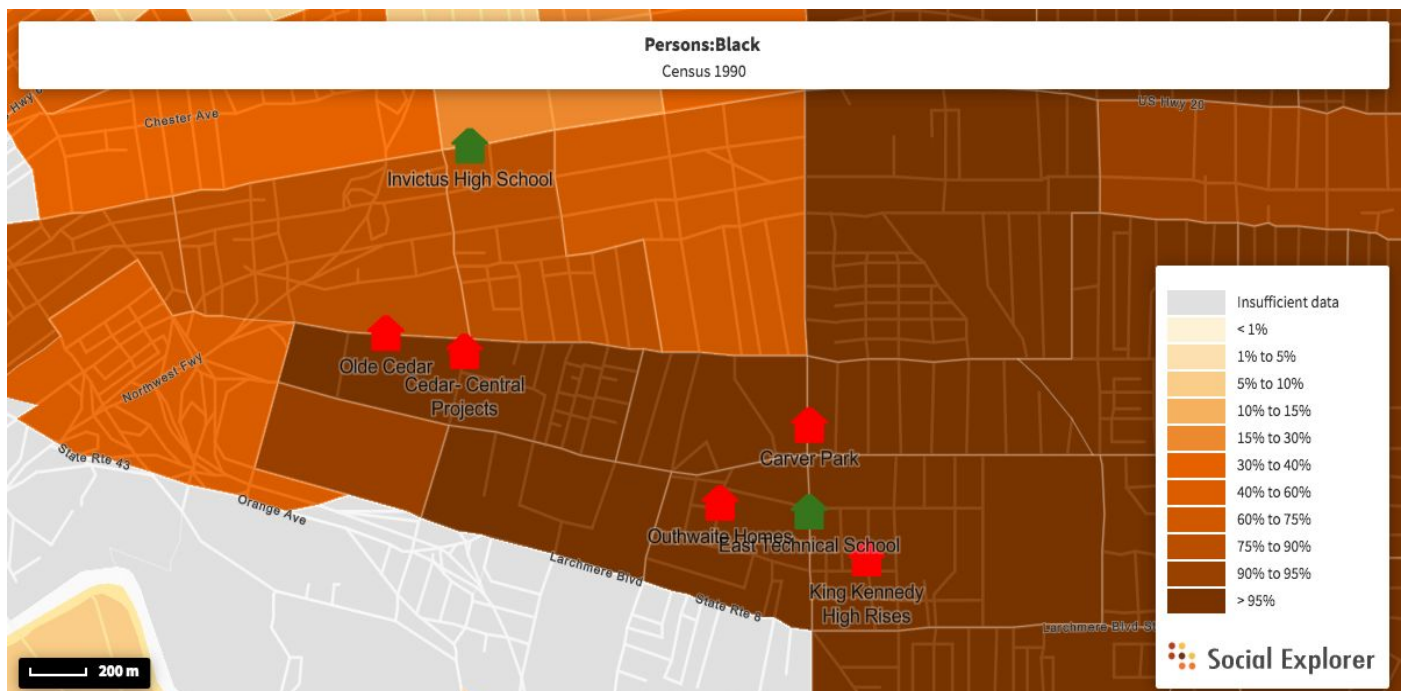 Persons:Black
Census 1990
US Hwy 20
Chester Ave
Invictus High School
Olde Cedar
Cedar- Central
Projects
Northwest Fwy
Carver Park
State Rte 43
Orange Ave
Outhwaite Homes
East Technical School
Larchmere Blvd
King Kennedy
High Rises
State Rte 8
Insufficient data
< 1%
1% to 5%
5% to 10%
10% to 15%
15% to 30%
30% to 40%
40% to 60%
60% to 75%
75% to 90%
90% to 95%
> 95%
Social Explorer
200 m